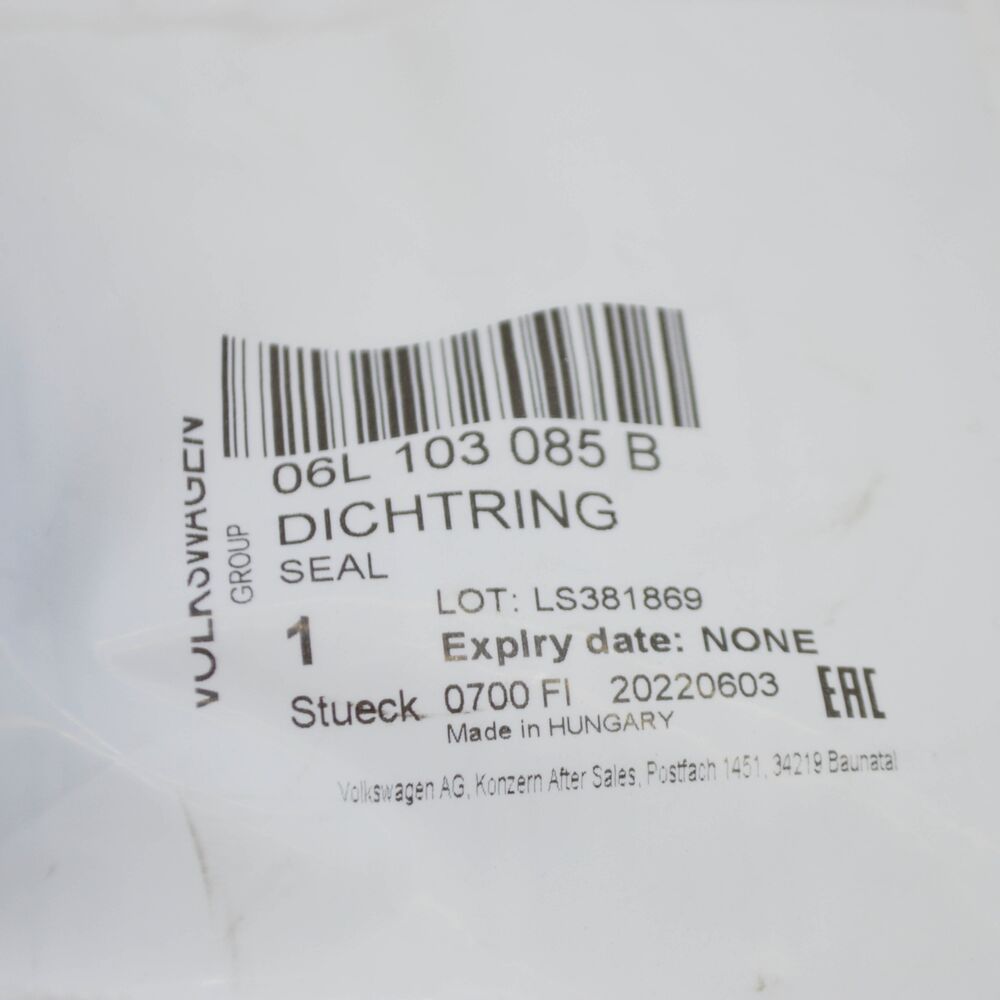 VOLKSWAGEN
GROUP
06L 103 085 B
DICHTRING
SEAL
LOT: LS381869
1
Expiry date: NONE
Stueck 0700 FI 20220603
EAC
Made in HUNGARY
Volkswagen AG, Konzern After Sales, Postfach 1451, 34219 Baunatal